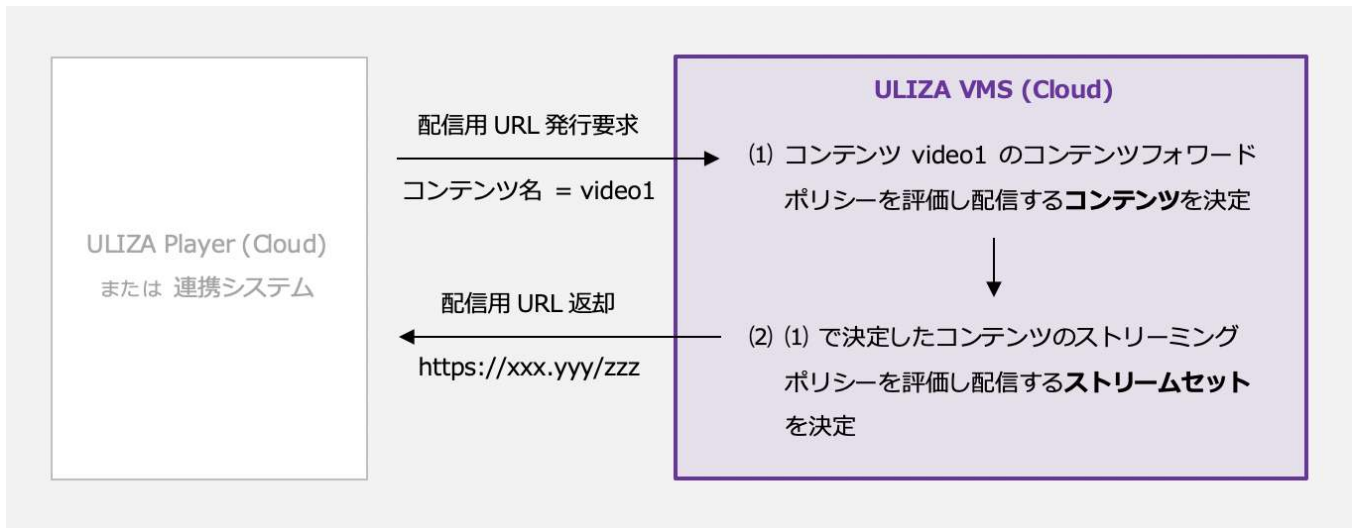 ULIZA Player (Cloud)
または 連携システム
配信用 URL 発行要求
コンテンツ名 = video1
配信用 URL 返却
https://xxx.yyy/zzz
ULIZA VMS (Cloud)
(1) コンテンツ video1 のコンテンツフォワード
ポリシーを評価し配信するコンテンツを決定
(2) (1) で決定したコンテンツのストリーミング
ポリシーを評価し配信するストリームセット
を決定